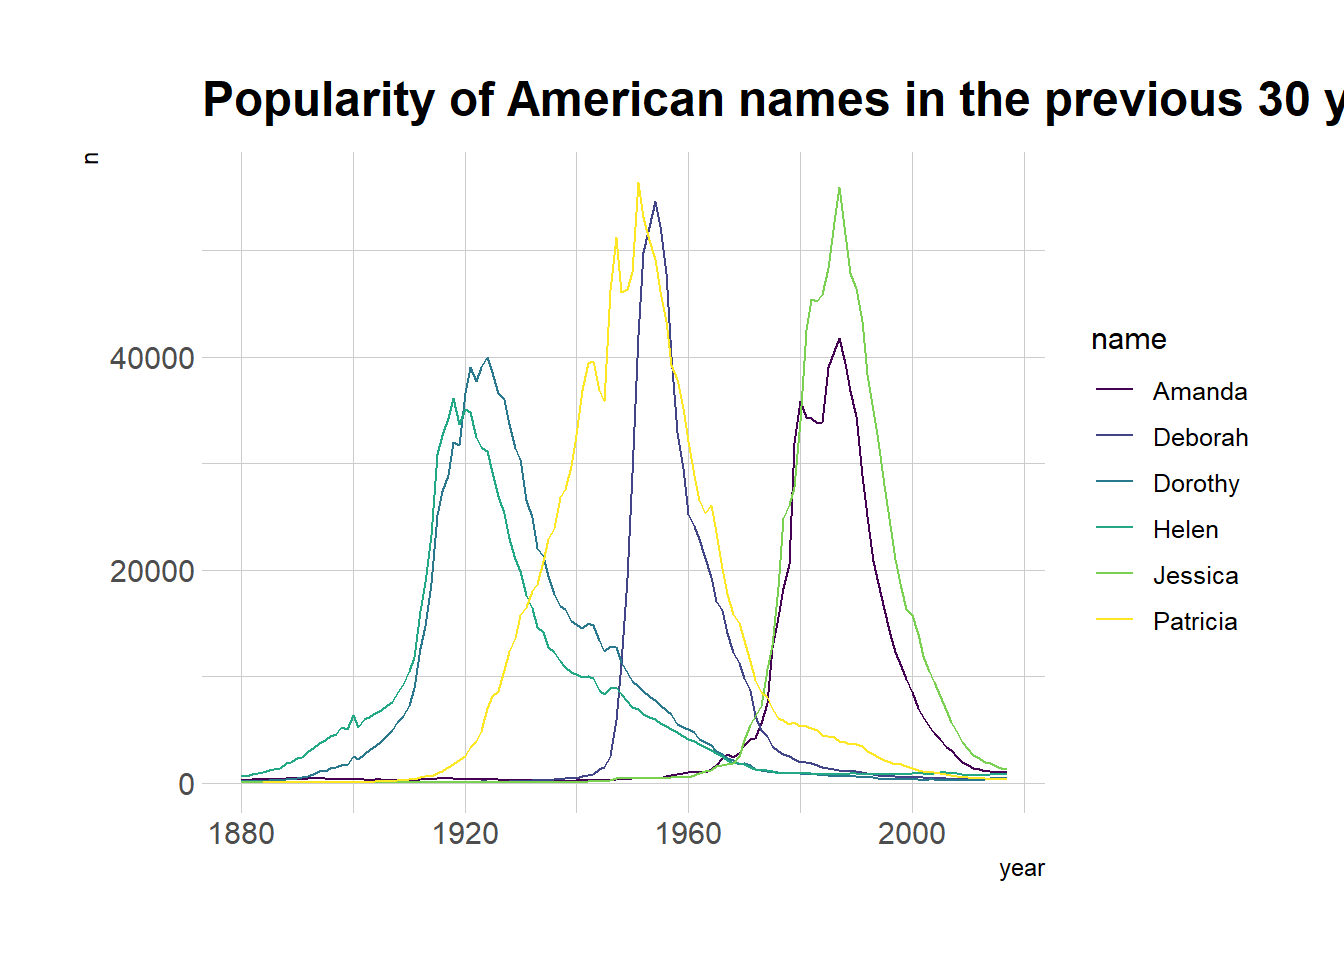 Popularity of American names in the previous 30 y
n
40000
20000
0
1880 1920 1960 2000
year
name
Amanda
Deborah
Dorothy
Helen
Jessica
Patricia